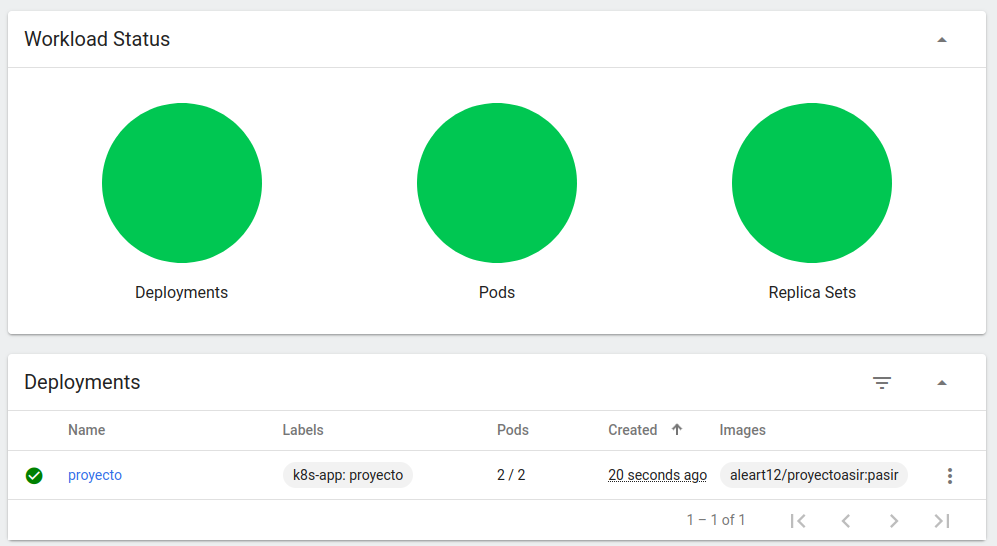 Workload Status
Deployments Pods Replica Sets
Deployments
Name Labels Pods Created Images
proyecto k8s-app: proyecto 2 / 2 20 seconds ago aleart12/proyectoasir:pasir
1 – 1 of 1